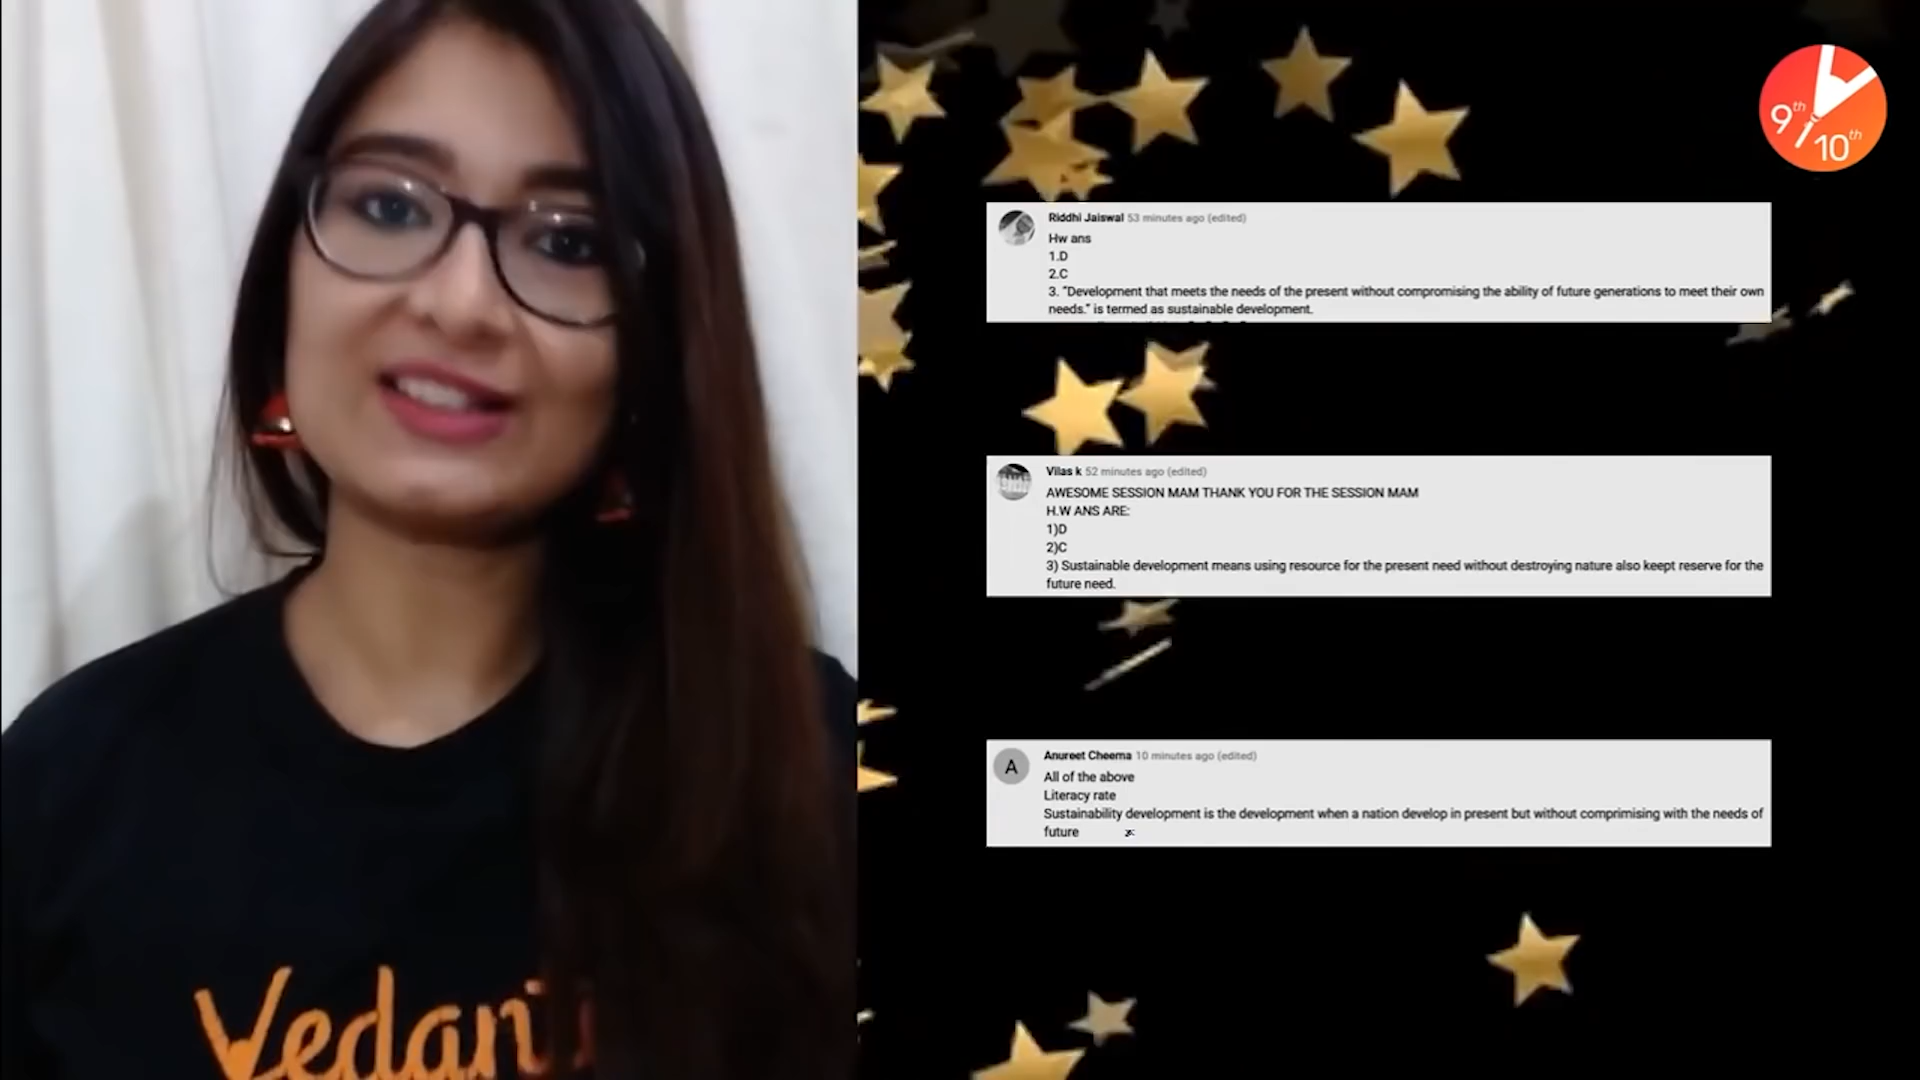 9th
10th
Riddhi Jaiswal 53 minutes ago (edited)
Hw ans
1.D
2.C
3. "Development that meets the needs of the present without compromising the ability of future generations to meet their own
needs." is termed as sustainable development.
Vilas k 52 minutes ago (edited)
AWESOME SESSION MAM THANK YOU FOR THE SESSION MAM
H.W ANS ARE:
1)D
2)C
3) Sustainable development means using resource for the present need without destroying nature also keept reserve for the
future need.
A
Anureet Cheema 10 minutes ago (edited)
All of the above
Literacy rate
Sustainability development is the development when a nation develop in present but without comprimising with the needs of
future
Vedan